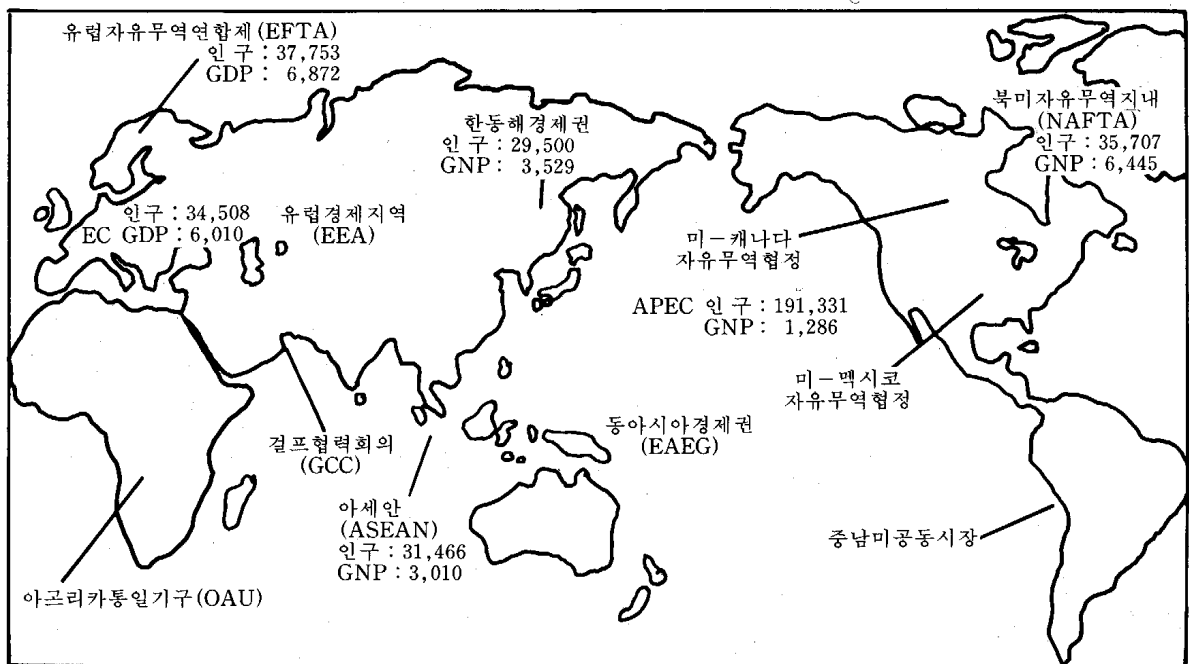 유럽자유무역연합제(EFTA)
인 구 : 37,753
GDP : 6,872
한동해경제권
인 구 : 29,500
GNP : 3,529
북미자유무역지내
(NAFTA)
인구 : 35,707
GNP : 6,445
인구 : 34,508
EC GDP : 6,010
유럽경제지역
(EEA)
미－캐나다
자유무역협정
APEC 인 구 : 191,331
GNP : 1,286
미－멕시코
자유무역협정
걸프협력회의
(GCC)
동아시아경제권
(EAEG)
아세안
(ASEAN)
인구 : 31,466
GNP : 3,010
중남미공동시장
아고리카통일기구(OAU)